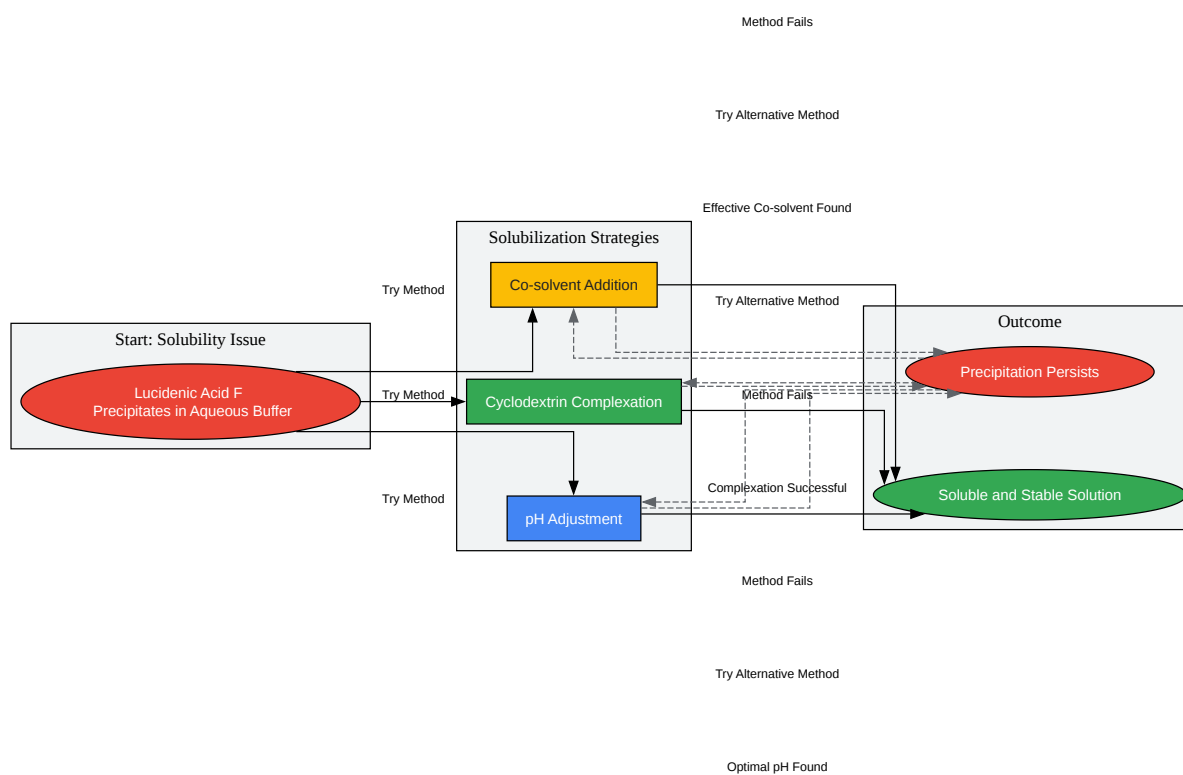 Method Fails
Try Alternative Method
Effective Co-solvent Found
Solubilization Strategies
Co-solvent Addition
Try Method
Try Alternative Method
Start: Solubility Issue
Outcome
Lucidenic Acid F
Precipitates in Aqueous Buffer
Try Method
Cyclodextrin Complexation
Method Fails
Precipitation Persists
Try Method
pH Adjustment
Complexation Successful
Soluble and Stable Solution
Method Fails
Try Alternative Method
Optimal pH Found